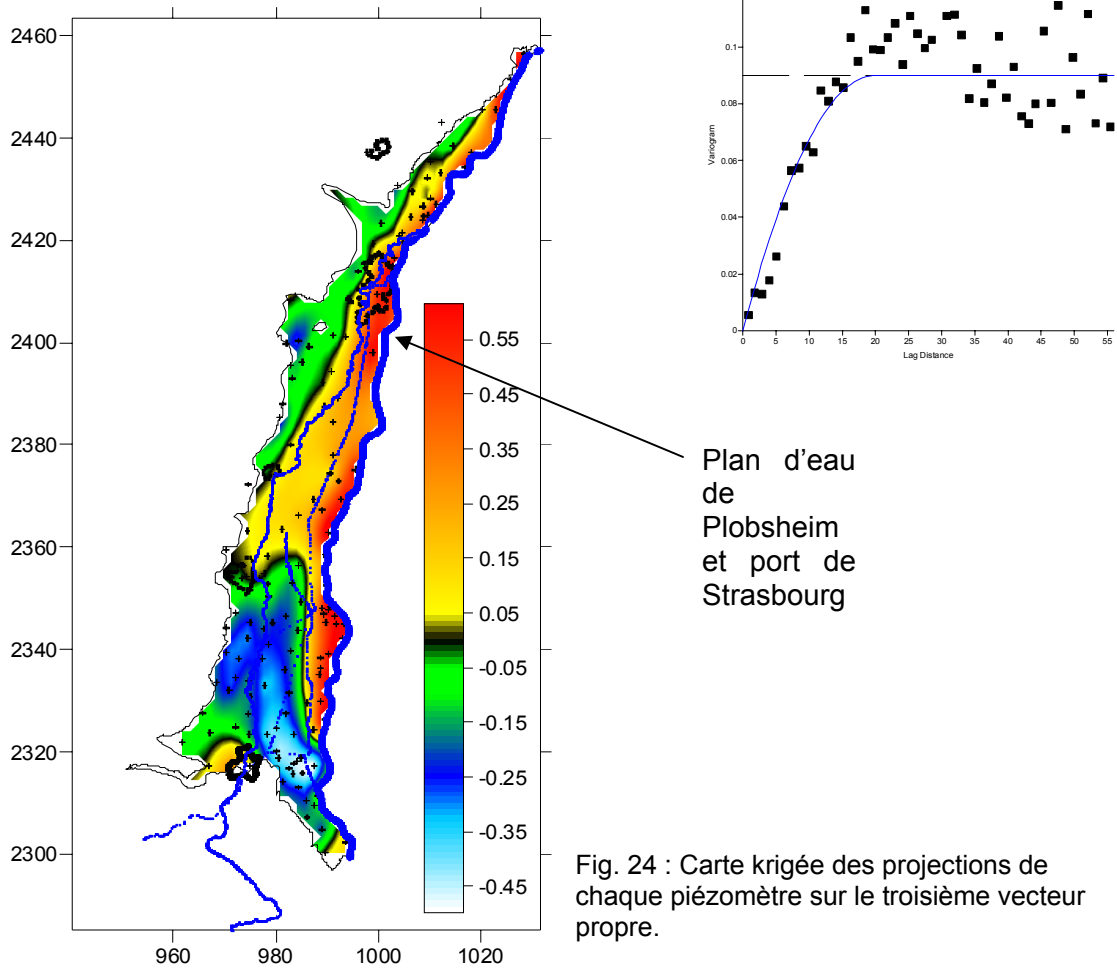 2460
2440
2420
2400
2380
2360
2340
2320
2300
960
980
1000
1020
0.55
0.45
0.35
0.25
0.15
0.05
-0.05
-0.15
-0.25
-0.35
-0.45
0.1
0.08
0.06
0.04
0.02
0
Variogram
0 5 10 15 20 25 30 35 40 45 50 55
Lag Distance
Plan d'eau
de
Plobsheim
et port de
Strasbourg
Fig. 24 : Carte krigée des projections de
chaque piézomètre sur le troisième vecteur
propre.